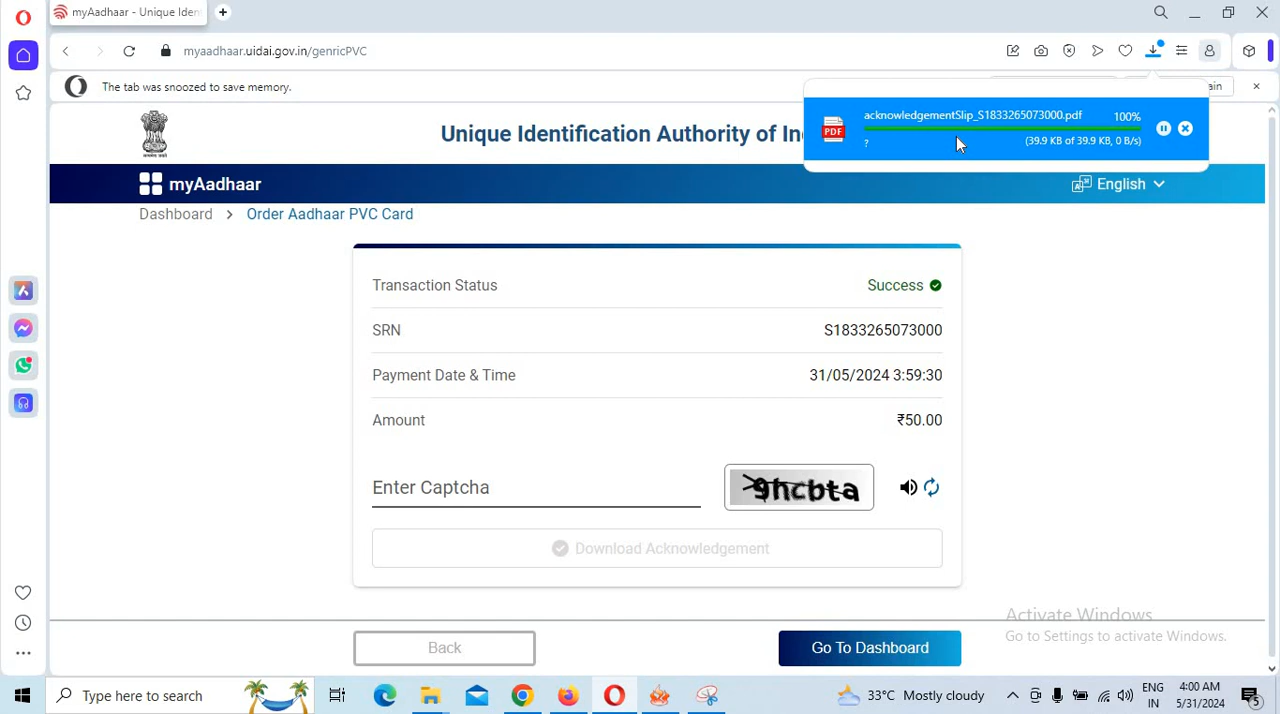 myAadhaar - Unique Iden
myaadhaar.uidai.gov.in/genricPVC
The tab was snoozed to save memory.
ain
acknowledgementSlip_S1833265073000.pdf 100%
PDF
? (39.9 KB of 39.9 KB, 0 B/s)
Unique Identification Authority of In
myAadhaar
English
Dashboard > Order Aadhaar PVC Card
Transaction Status Success
SRN S1833265073000
Payment Date & Time 31/05/2024 3:59:30
Amount ₹50.00
Enter Captcha 9hcbta
Download Acknowledgement
Activate Windows
Go to Settings to activate Windows.
Back Go To Dashboard
Type here to search 33°C Mostly cloudy ENG 4:00 AM
IN 5/31/2024 5